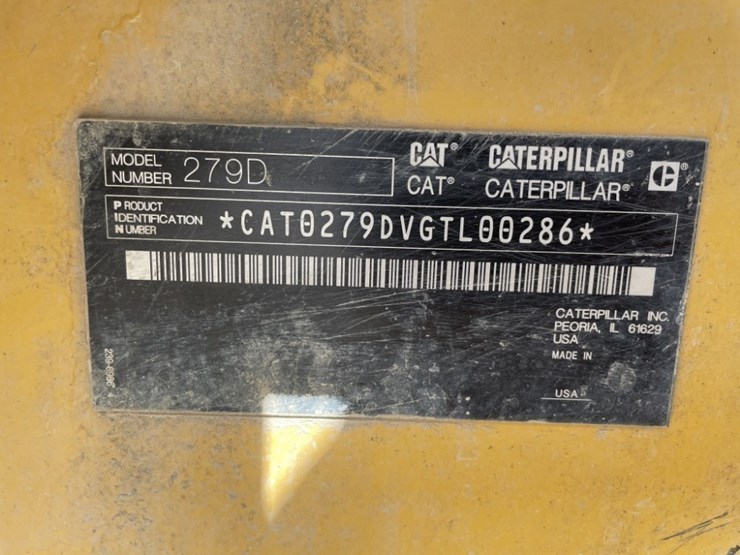 MODEL NUMBER 279D
CAT® CATERPILLAR® C
CAT® CATERPILLAR®
PRODUCT IDENTIFICATION NUMBER *CAT0279DVGTL00286*
CATERPILLAR INC.
PEORIA, IL 61629
USA
MADE IN
USA